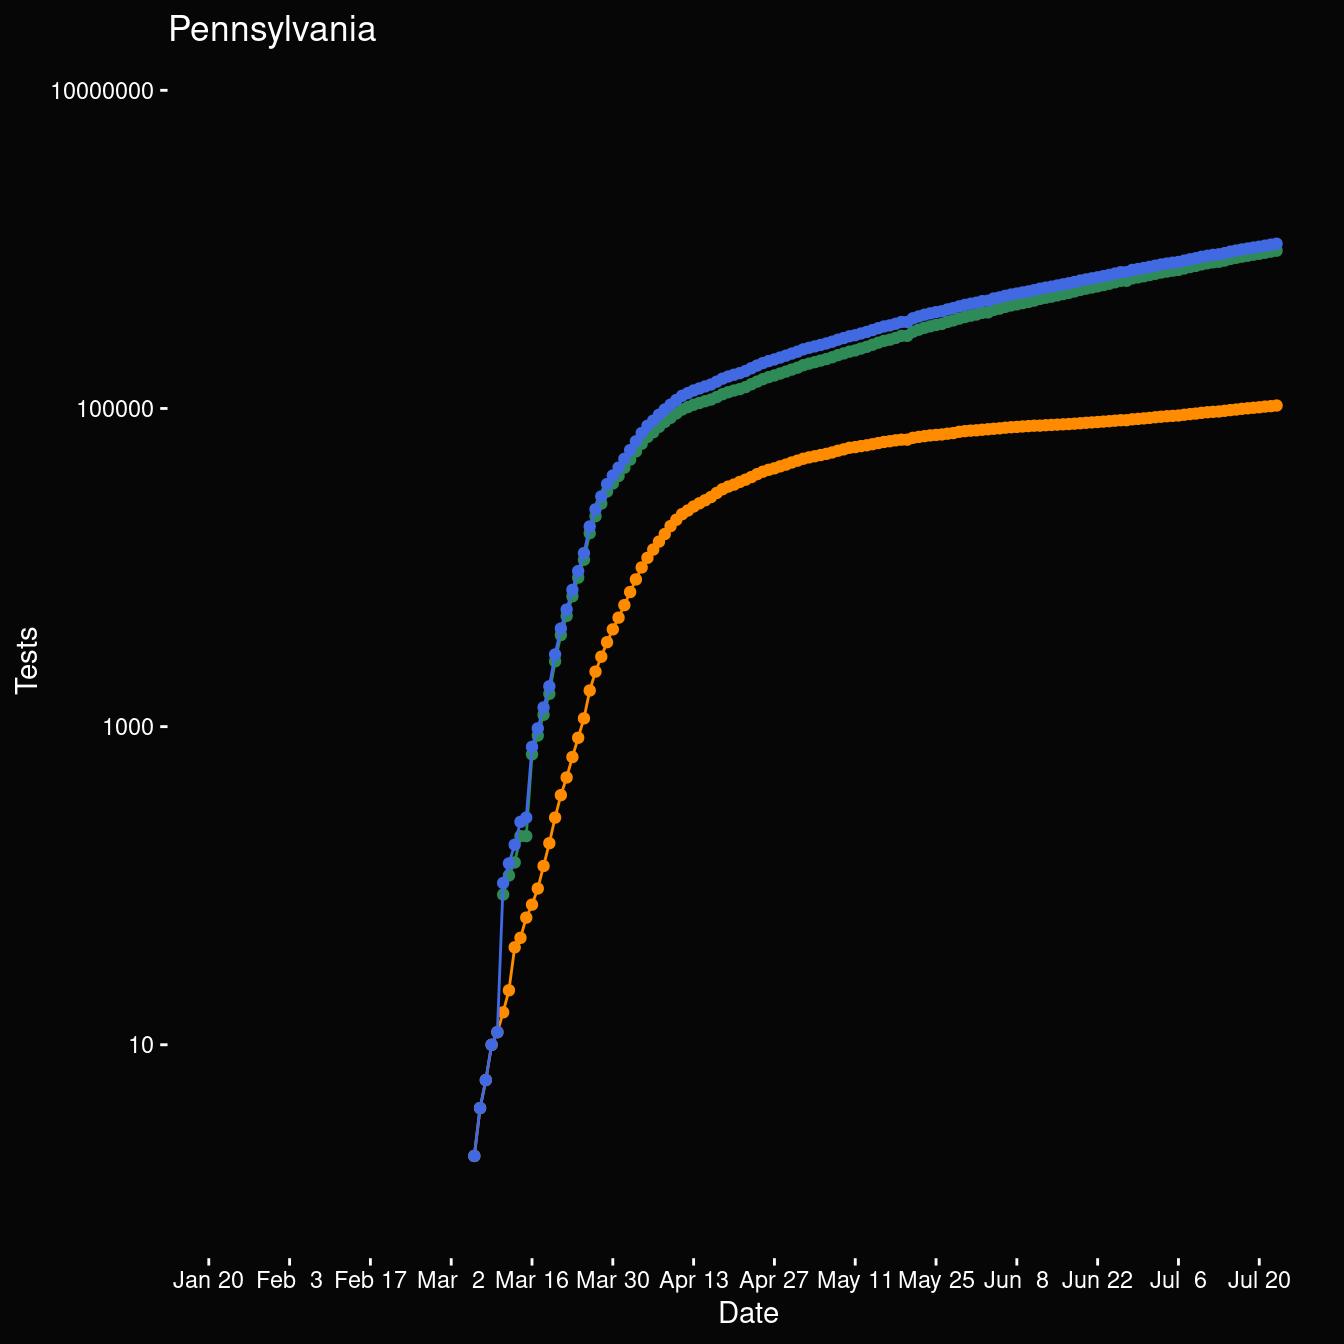 Pennsylvania
10000000
100000
1000
10
Tests
Jan 20 Feb 3 Feb 17 Mar 2 Mar 16 Mar 30 Apr 13 Apr 27 May 11 May 25 Jun 8 Jun 22 Jul 6 Jul 20
Date